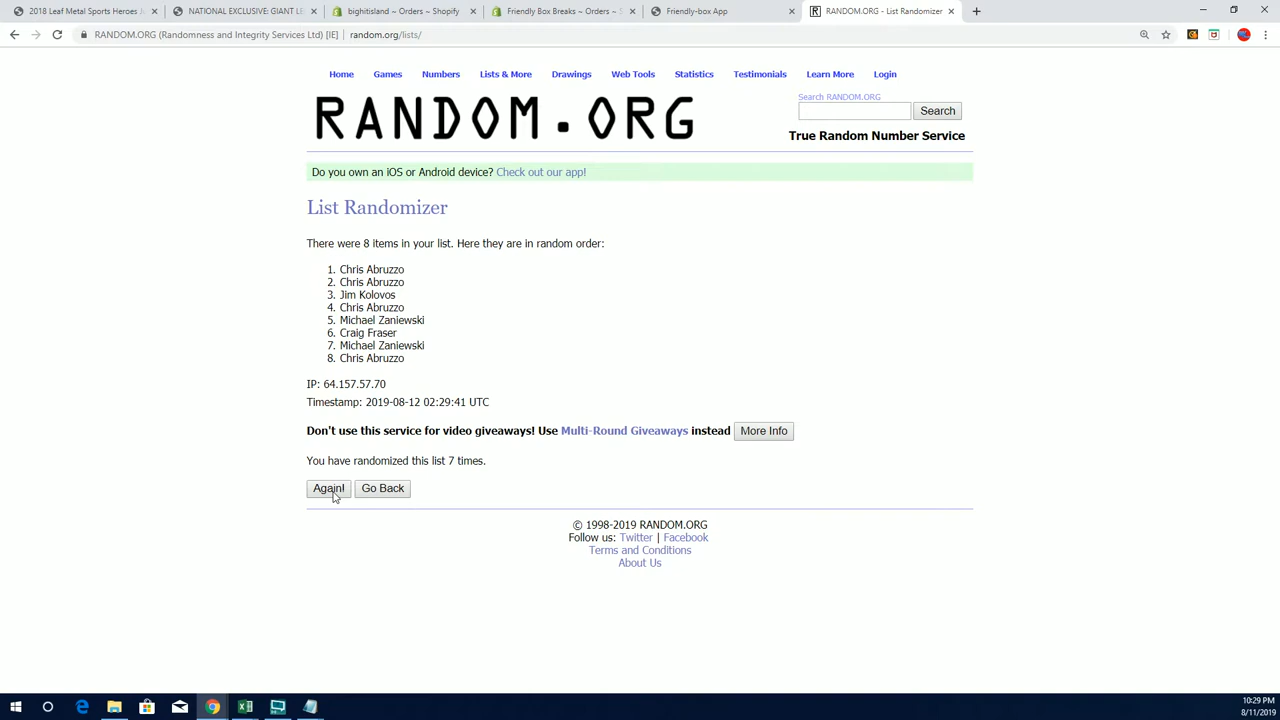 2018 Leaf Metal Sports Heroes
NATIONAL EXCLUSIVE: GIANT LE
bighitisland ~ Orders ~ Shopify
Friendly Box Breaks ~ Orders ~ S
Friendly-box App
RANDOM.ORG - List Randomizer
RANDOM.ORG (Randomness and Integrity Services Ltd) [IE] | random.org/lists/
Home Games Numbers Lists & More Drawings Web Tools Statistics Testimonials Learn More Login
RANDOM.ORG
Search RANDOM.ORG
Search
True Random Number Service
Do you own an iOS or Android device? Check out our app!
List Randomizer
There were 8 items in your list. Here they are in random order:
1. Chris Abruzzo
2. Chris Abruzzo
3. Jim Kolovos
4. Chris Abruzzo
5. Michael Zaniewski
6. Craig Fraser
7. Michael Zaniewski
8. Chris Abruzzo
IP: 64.157.57.70
Timestamp: 2019-08-12 02:29:41 UTC
Don't use this service for video giveaways! Use Multi-Round Giveaways instead More Info
You have randomized this list 7 times.
Again! Go Back
© 1998-2019 RANDOM.ORG
Follow us: Twitter | Facebook
Terms and Conditions
About Us
10:29 PM
8/11/2019